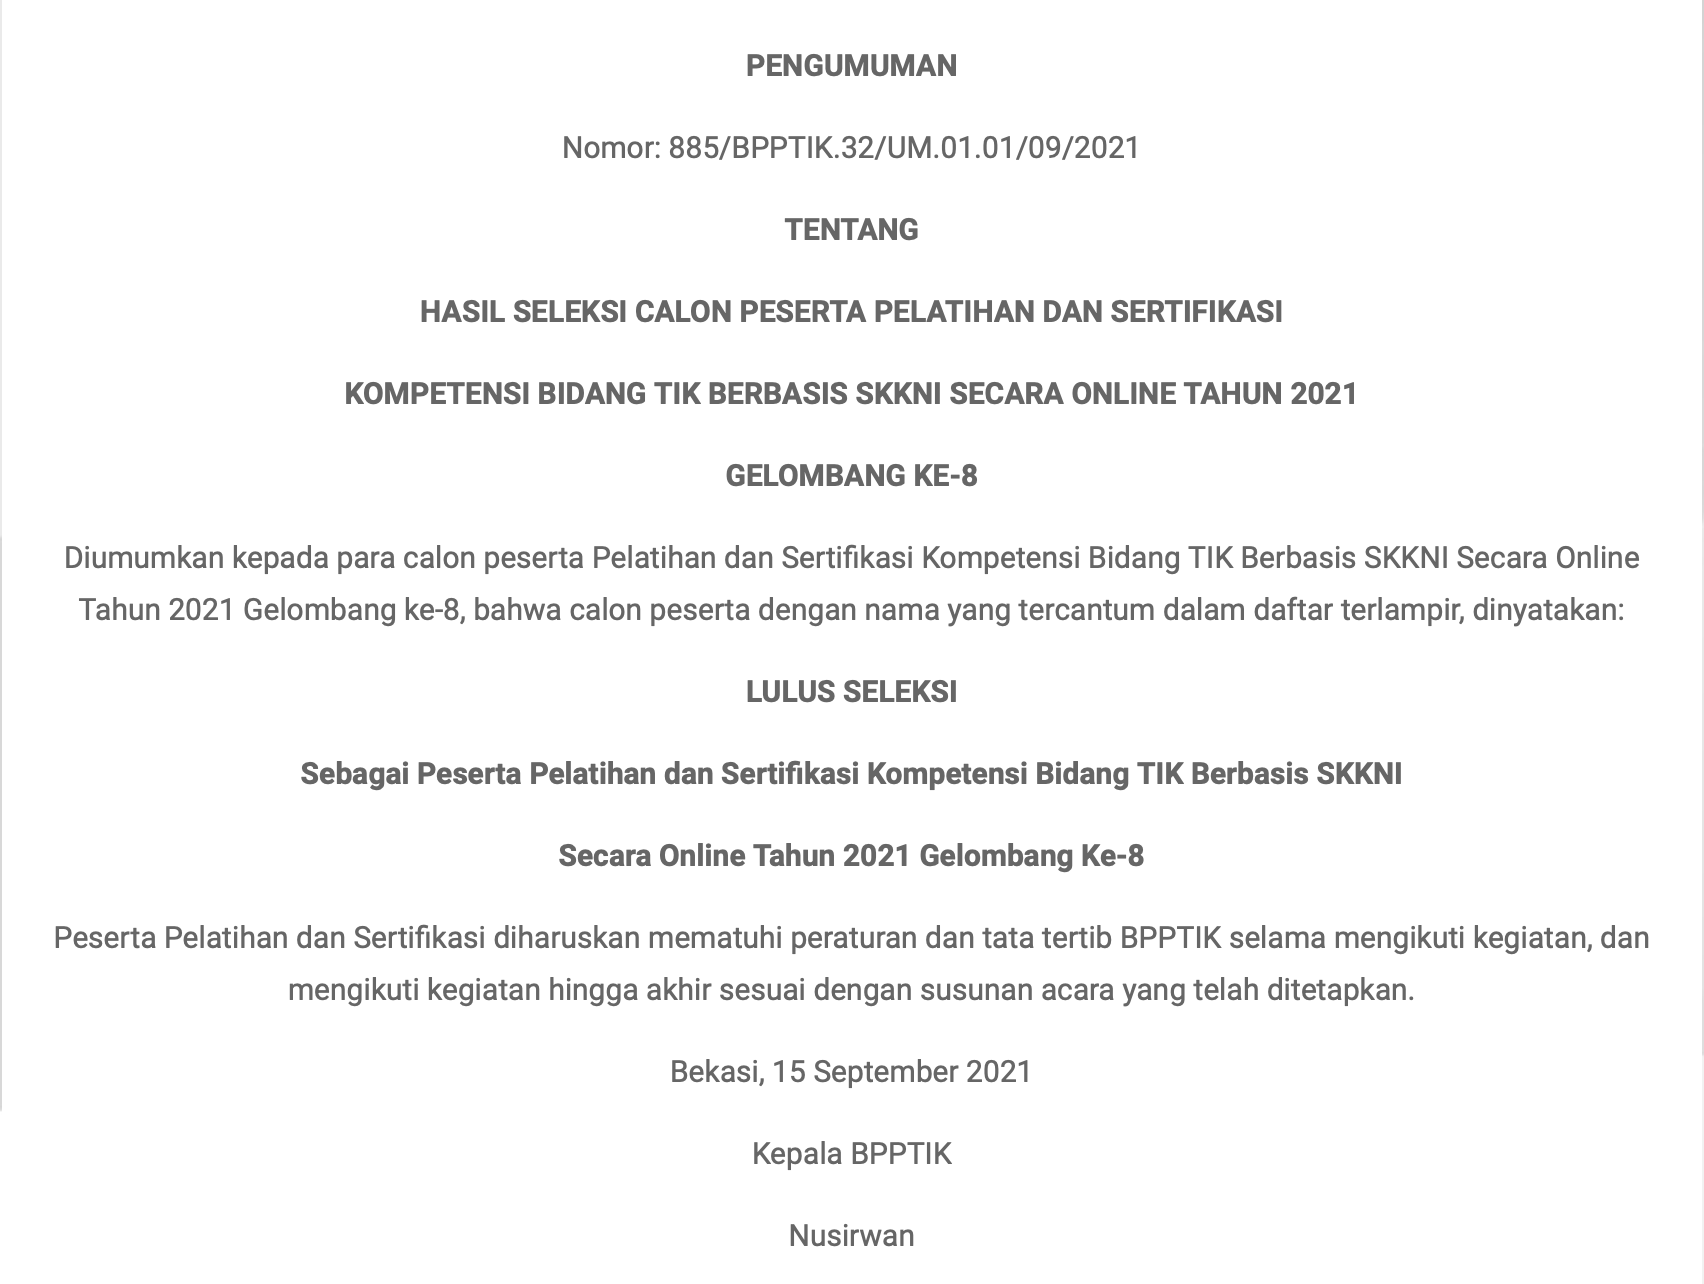 PENGUMUMAN
Nomor: 885/BPPTIK.32/UM.01.01/09/2021
TENTANG
HASIL SELEKSI CALON PESERTA PELATIHAN DAN SERTIFIKASI
KOMPETENSI BIDANG TIK BERBASIS SKKNI SECARA ONLINE TAHUN 2021
GELOMBANG KE-8
Diumumkan kepada para calon peserta Pelatihan dan Sertifikasi Kompetensi Bidang TIK Berbasis SKKNI Secara Online
Tahun 2021 Gelombang ke-8, bahwa calon peserta dengan nama yang tercantum dalam daftar terlampir, dinyatakan:
LULUS SELEKSI
Sebagai Peserta Pelatihan dan Sertifikasi Kompetensi Bidang TIK Berbasis SKKNI
Secara Online Tahun 2021 Gelombang Ke-8
Peserta Pelatihan dan Sertifikasi diharuskan mematuhi peraturan dan tata tertib BPPTIK selama mengikuti kegiatan, dan
mengikuti kegiatan hingga akhir sesuai dengan susunan acara yang telah ditetapkan.
Bekasi, 15 September 2021
Kepala BPPTIK
Nusirwan